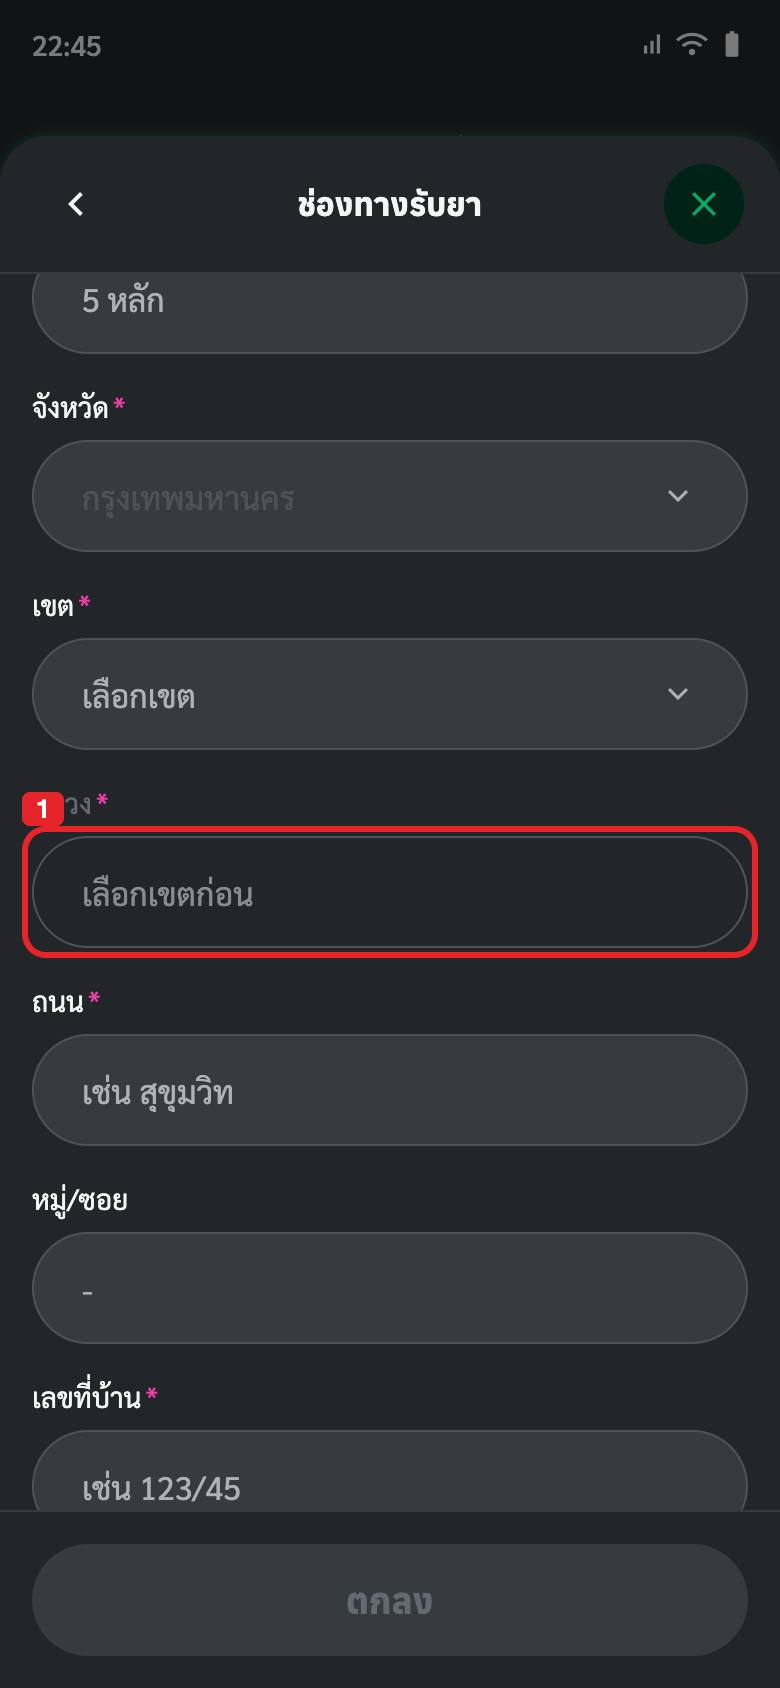 22:45
ช่องทางรับยา
5 หลัก
จังหวัด *
กรุงเทพมหานคร
เขต *
เลือกเขต
1
วง *
เลือกเขตก่อน
ถนน *
เช่น สุขุมวิท
หมู่/ซอย
-
เลขที่บ้าน *
เช่น 123/45
ตกลง